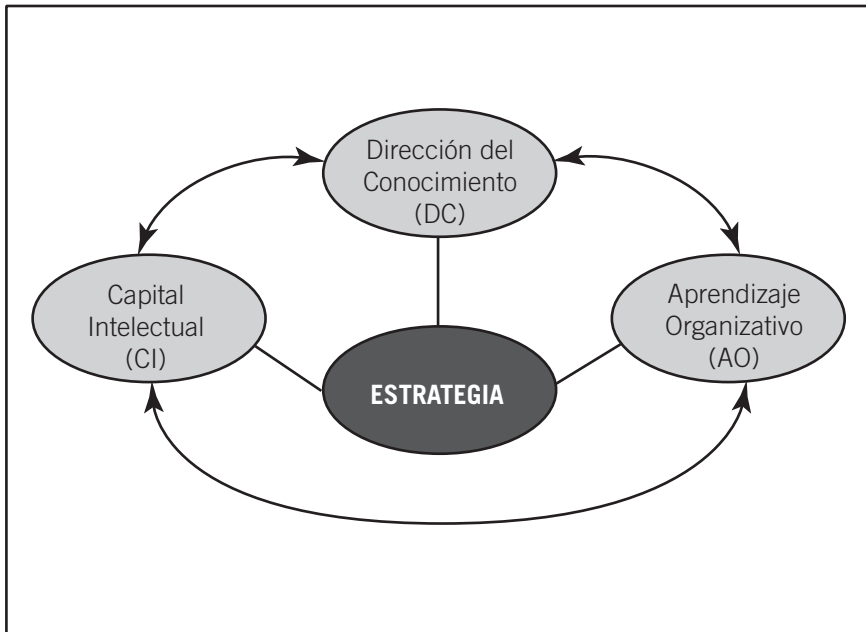 Dirección del
Conocimiento
(DC)
Capital
Intelectual
(CI)
Aprendizaje
Organizativo
(AO)
ESTRATEGIA